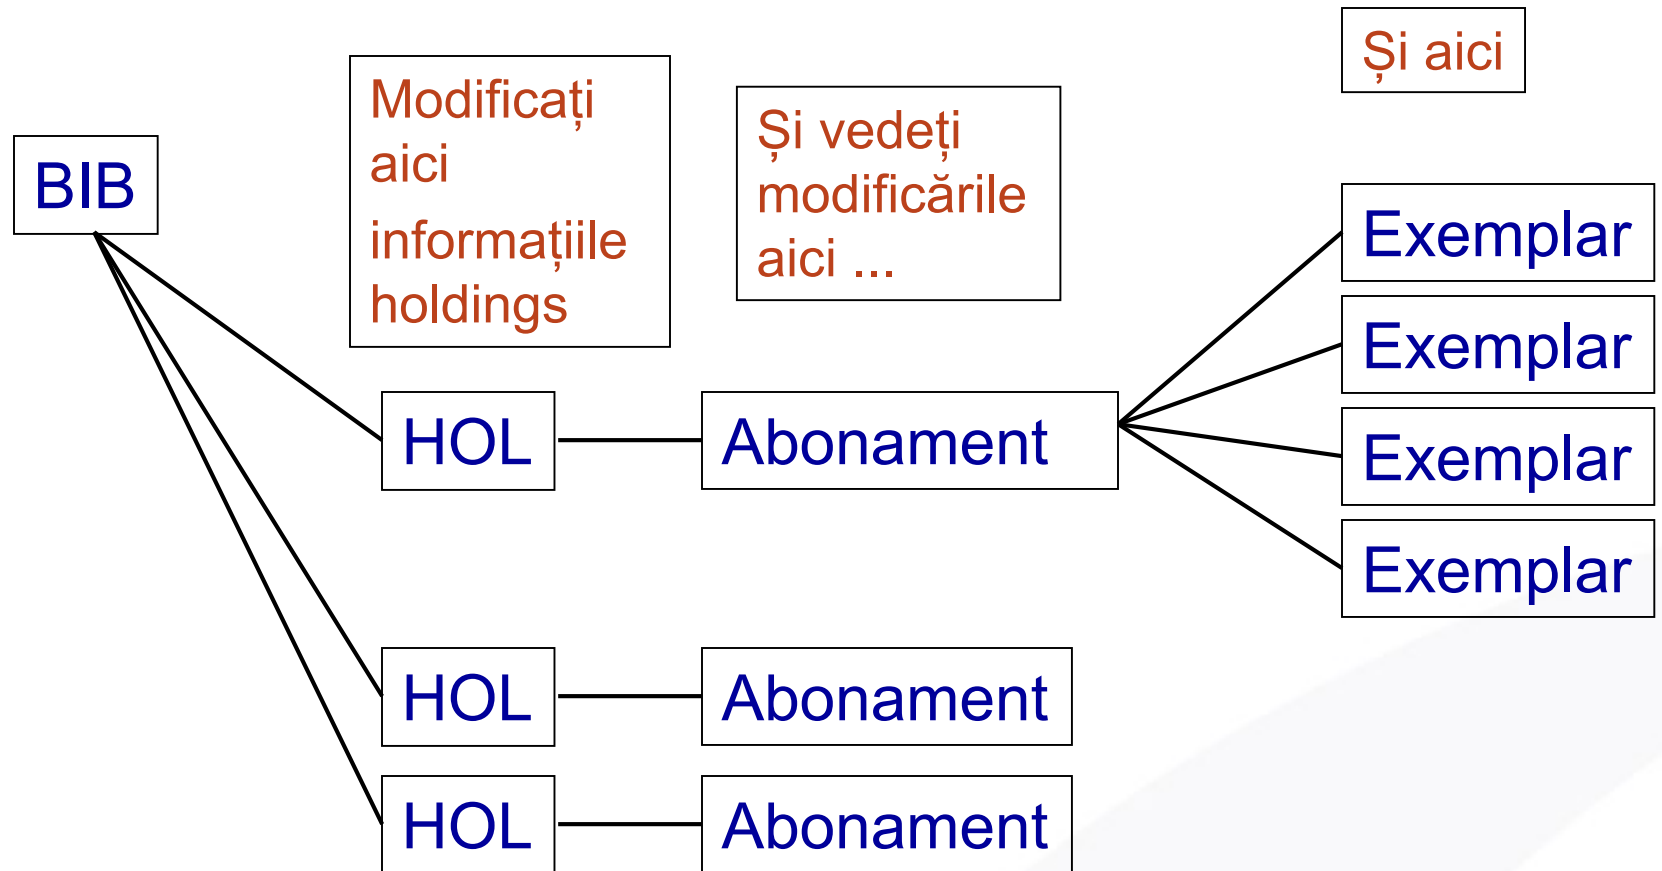 Și aici
Modificați
aici
informațiile
holdings
Și vedeți
modificările
aici ...
BIB
Exemplar
Exemplar
HOL
Abonament
Exemplar
Exemplar
HOL
Abonament
HOL
Abonament